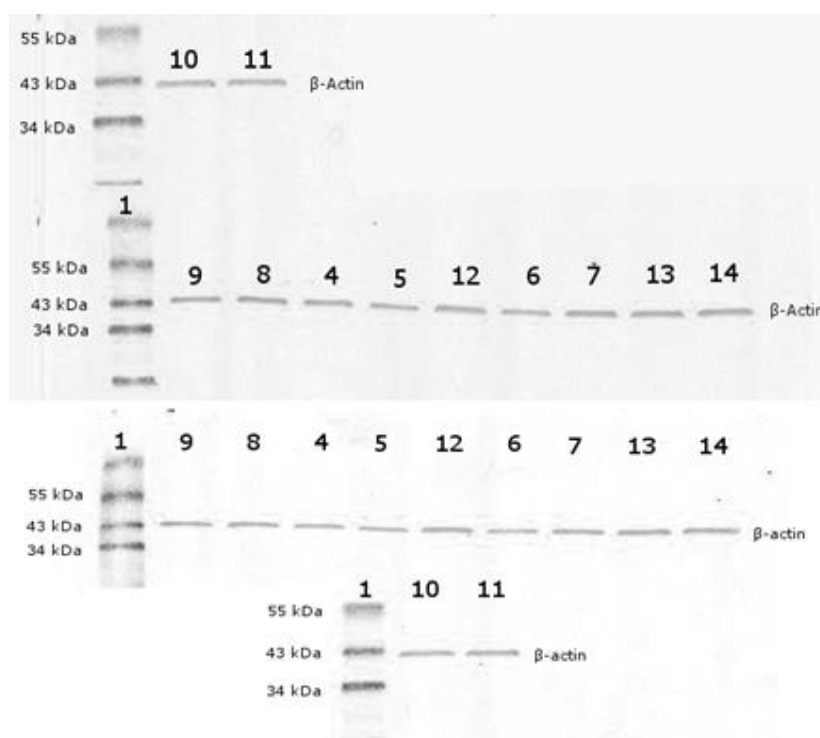 55 kDa
10 11
43 kDa
β-Actin
34 kDa
1
55 kDa
9 8 4 5 12 6 7 13 14
43 kDa
β-Actin
34 kDa
1 9 8 4 5 12 6 7 13 14
55 kDa
43 kDa
β-actin
34 kDa
1 10 11
55 kDa
43 kDa
β-actin
34 kDa